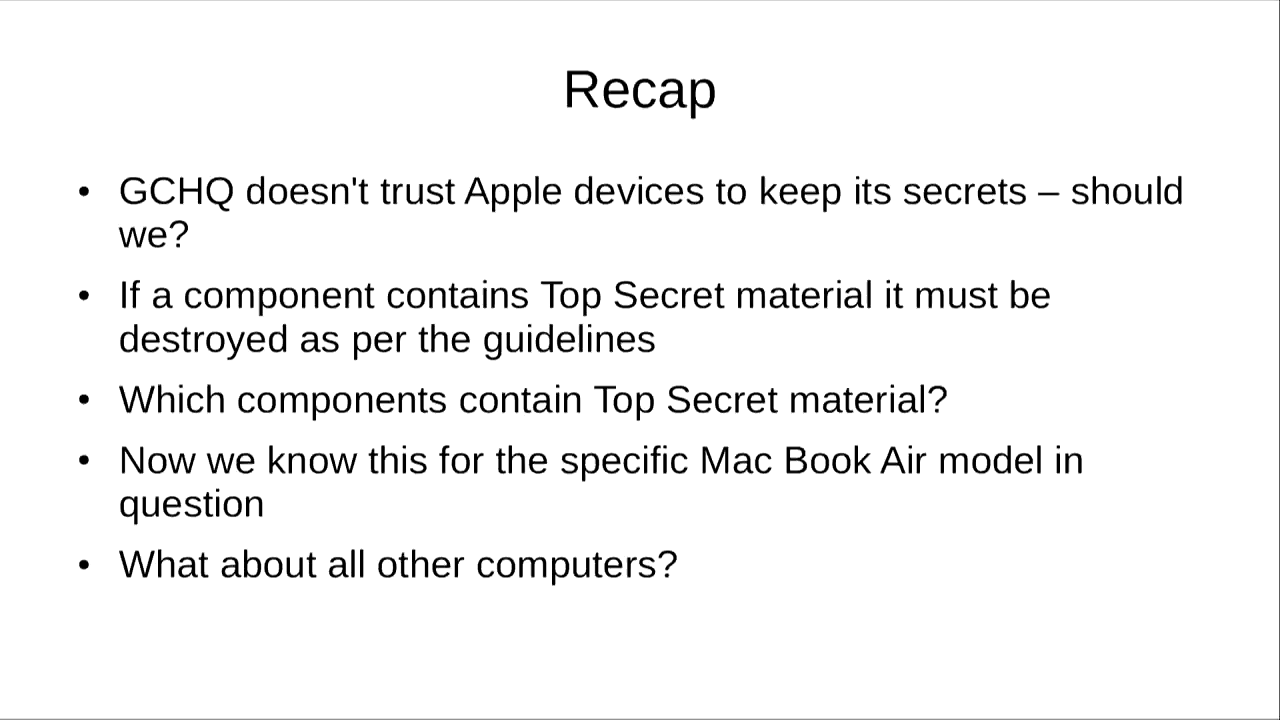 Recap
• GCHQ doesn't trust Apple devices to keep its secrets – should
we?
• If a component contains Top Secret material it must be
destroyed as per the guidelines
• Which components contain Top Secret material?
• Now we know this for the specific Mac Book Air model in
question
• What about all other computers?